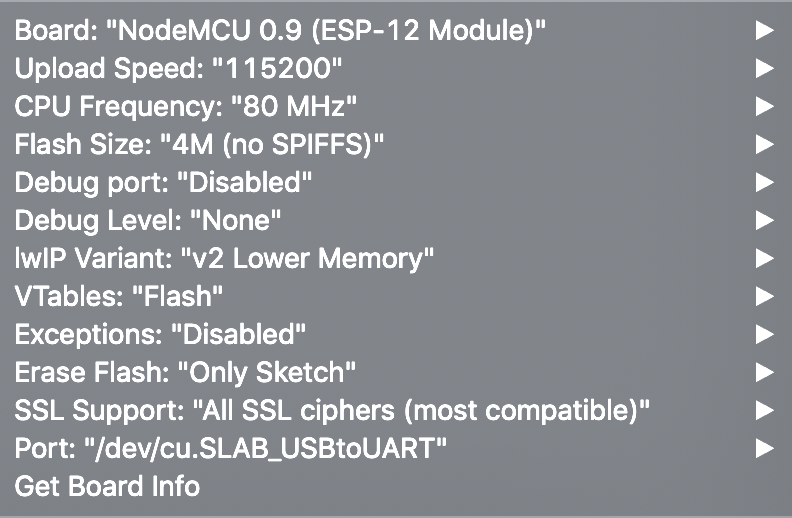 Board: "NodeMCU 0.9 (ESP-12 Module)"
Upload Speed: "115200"
CPU Frequency: "80 MHz"
Flash Size: "4M (no SPIFFS)"
Debug port: "Disabled"
Debug Level: "None"
lwIP Variant: "v2 Lower Memory"
VTables: "Flash"
Exceptions: "Disabled"
Erase Flash: "Only Sketch"
SSL Support: "All SSL ciphers (most compatible)"
Port: "/dev/cu.SLAB_USBtoUART"
Get Board Info